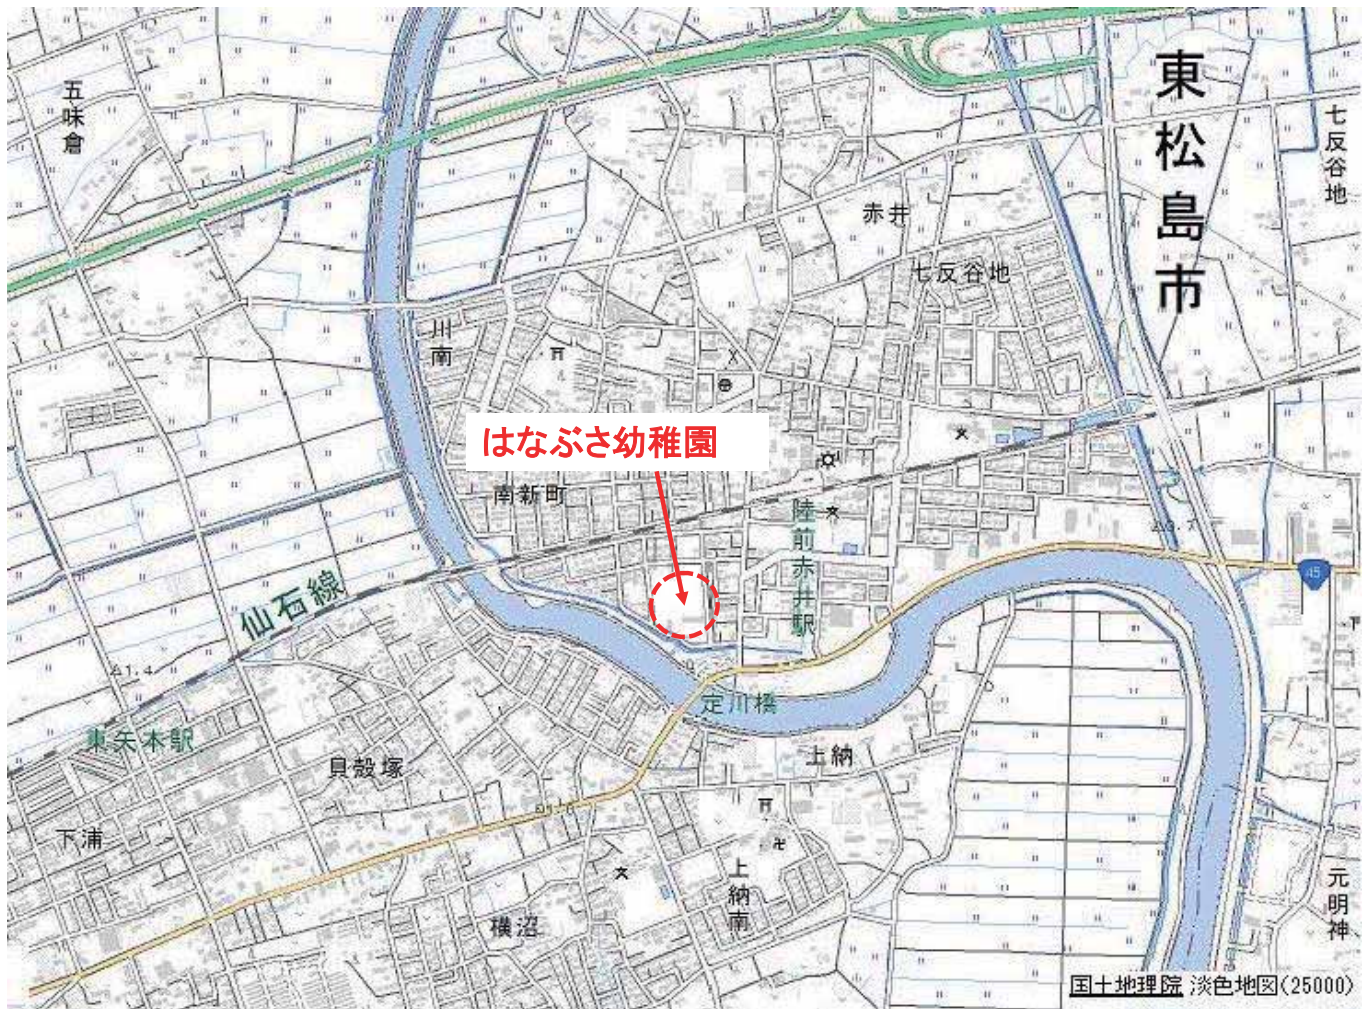 東松島市
五味倉
七反谷地
赤井
七反谷地
川南
はなぶさ幼稚園
南新町
陸前赤井駅
仙石線
45
定川橋
東矢本駅
貝殻塚
上納
下浦
上納南
横沼
元明神
国土地理院 淡色地図(25000)